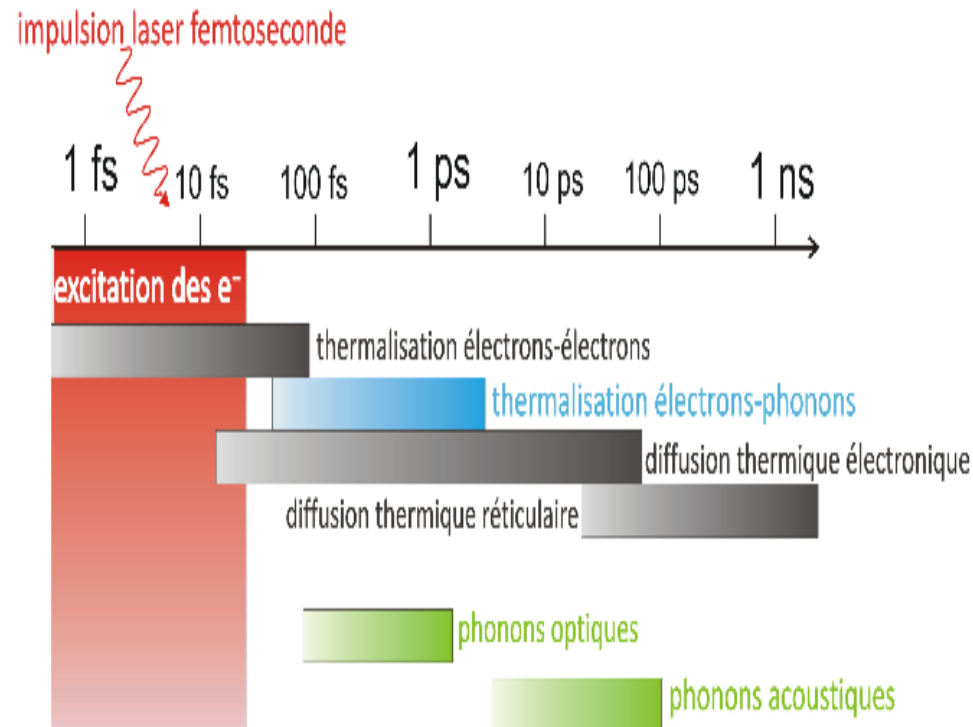 impulsion laser femtoseconde
1 fs 10 fs 100 fs 1 ps 10 ps 100 ps 1 ns
excitation des e⁻
thermalisation électrons-électrons
thermalisation électrons-phonons
diffusion thermique électronique
diffusion thermique réticulaire
phonons optiques
phonons acoustiques